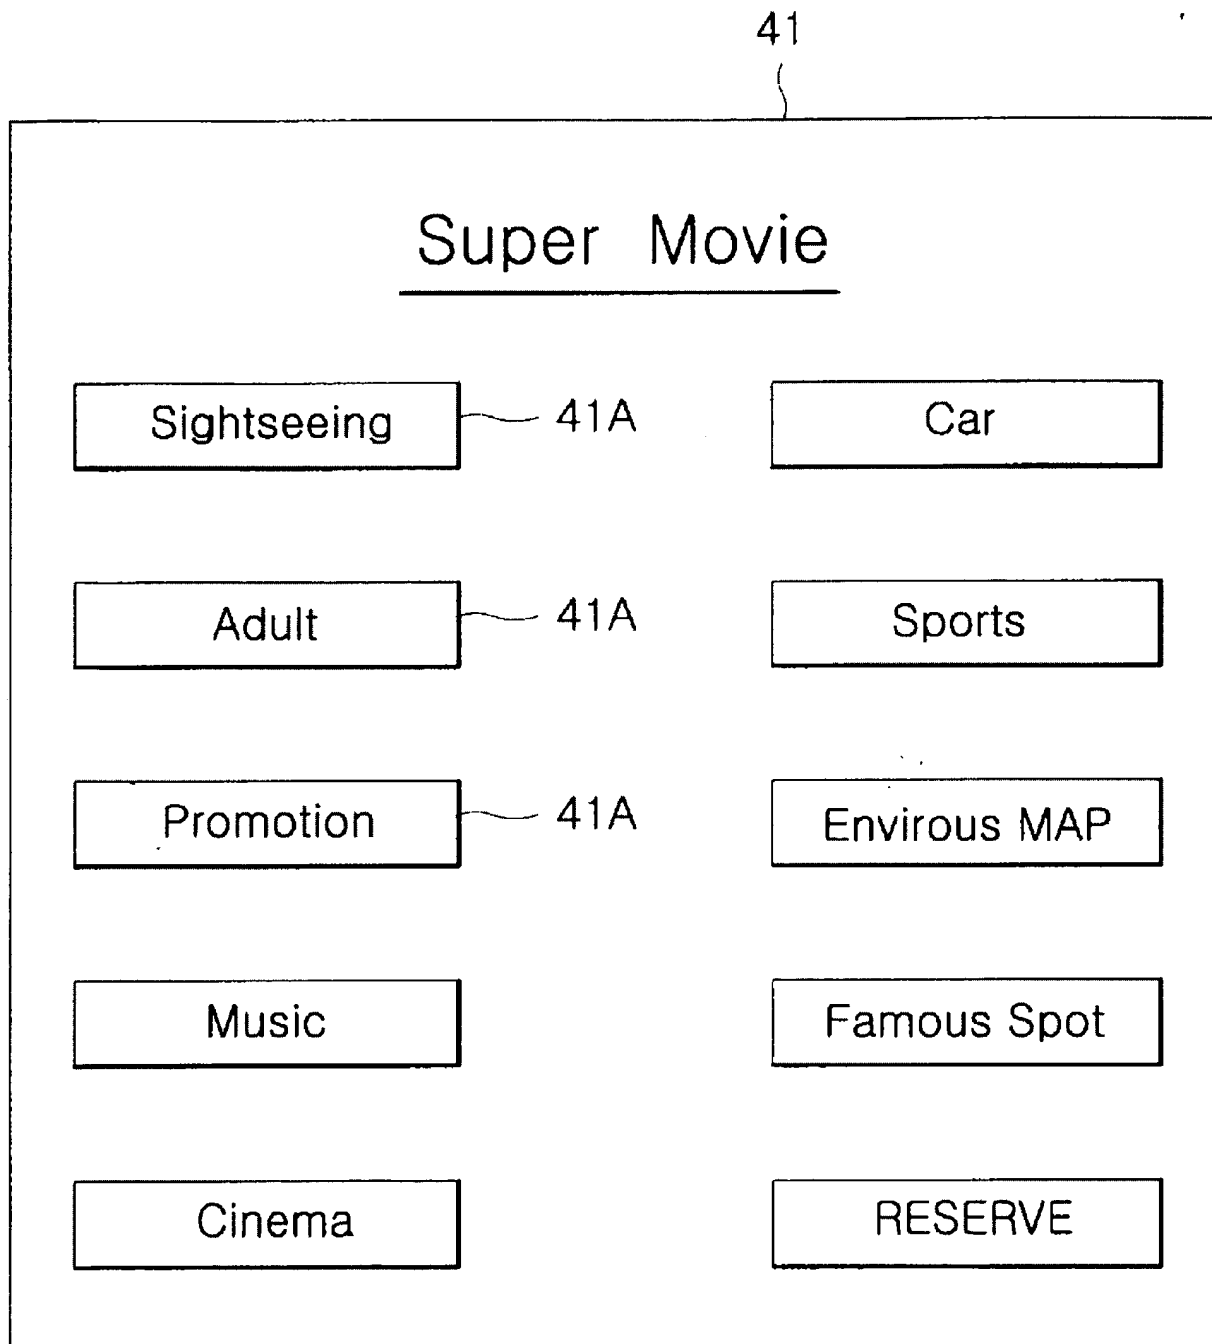 41
Super Movie
Sightseeing 41A Car
Adult 41A Sports
Promotion 41A Envirous MAP
Music Famous Spot
Cinema RESERVE